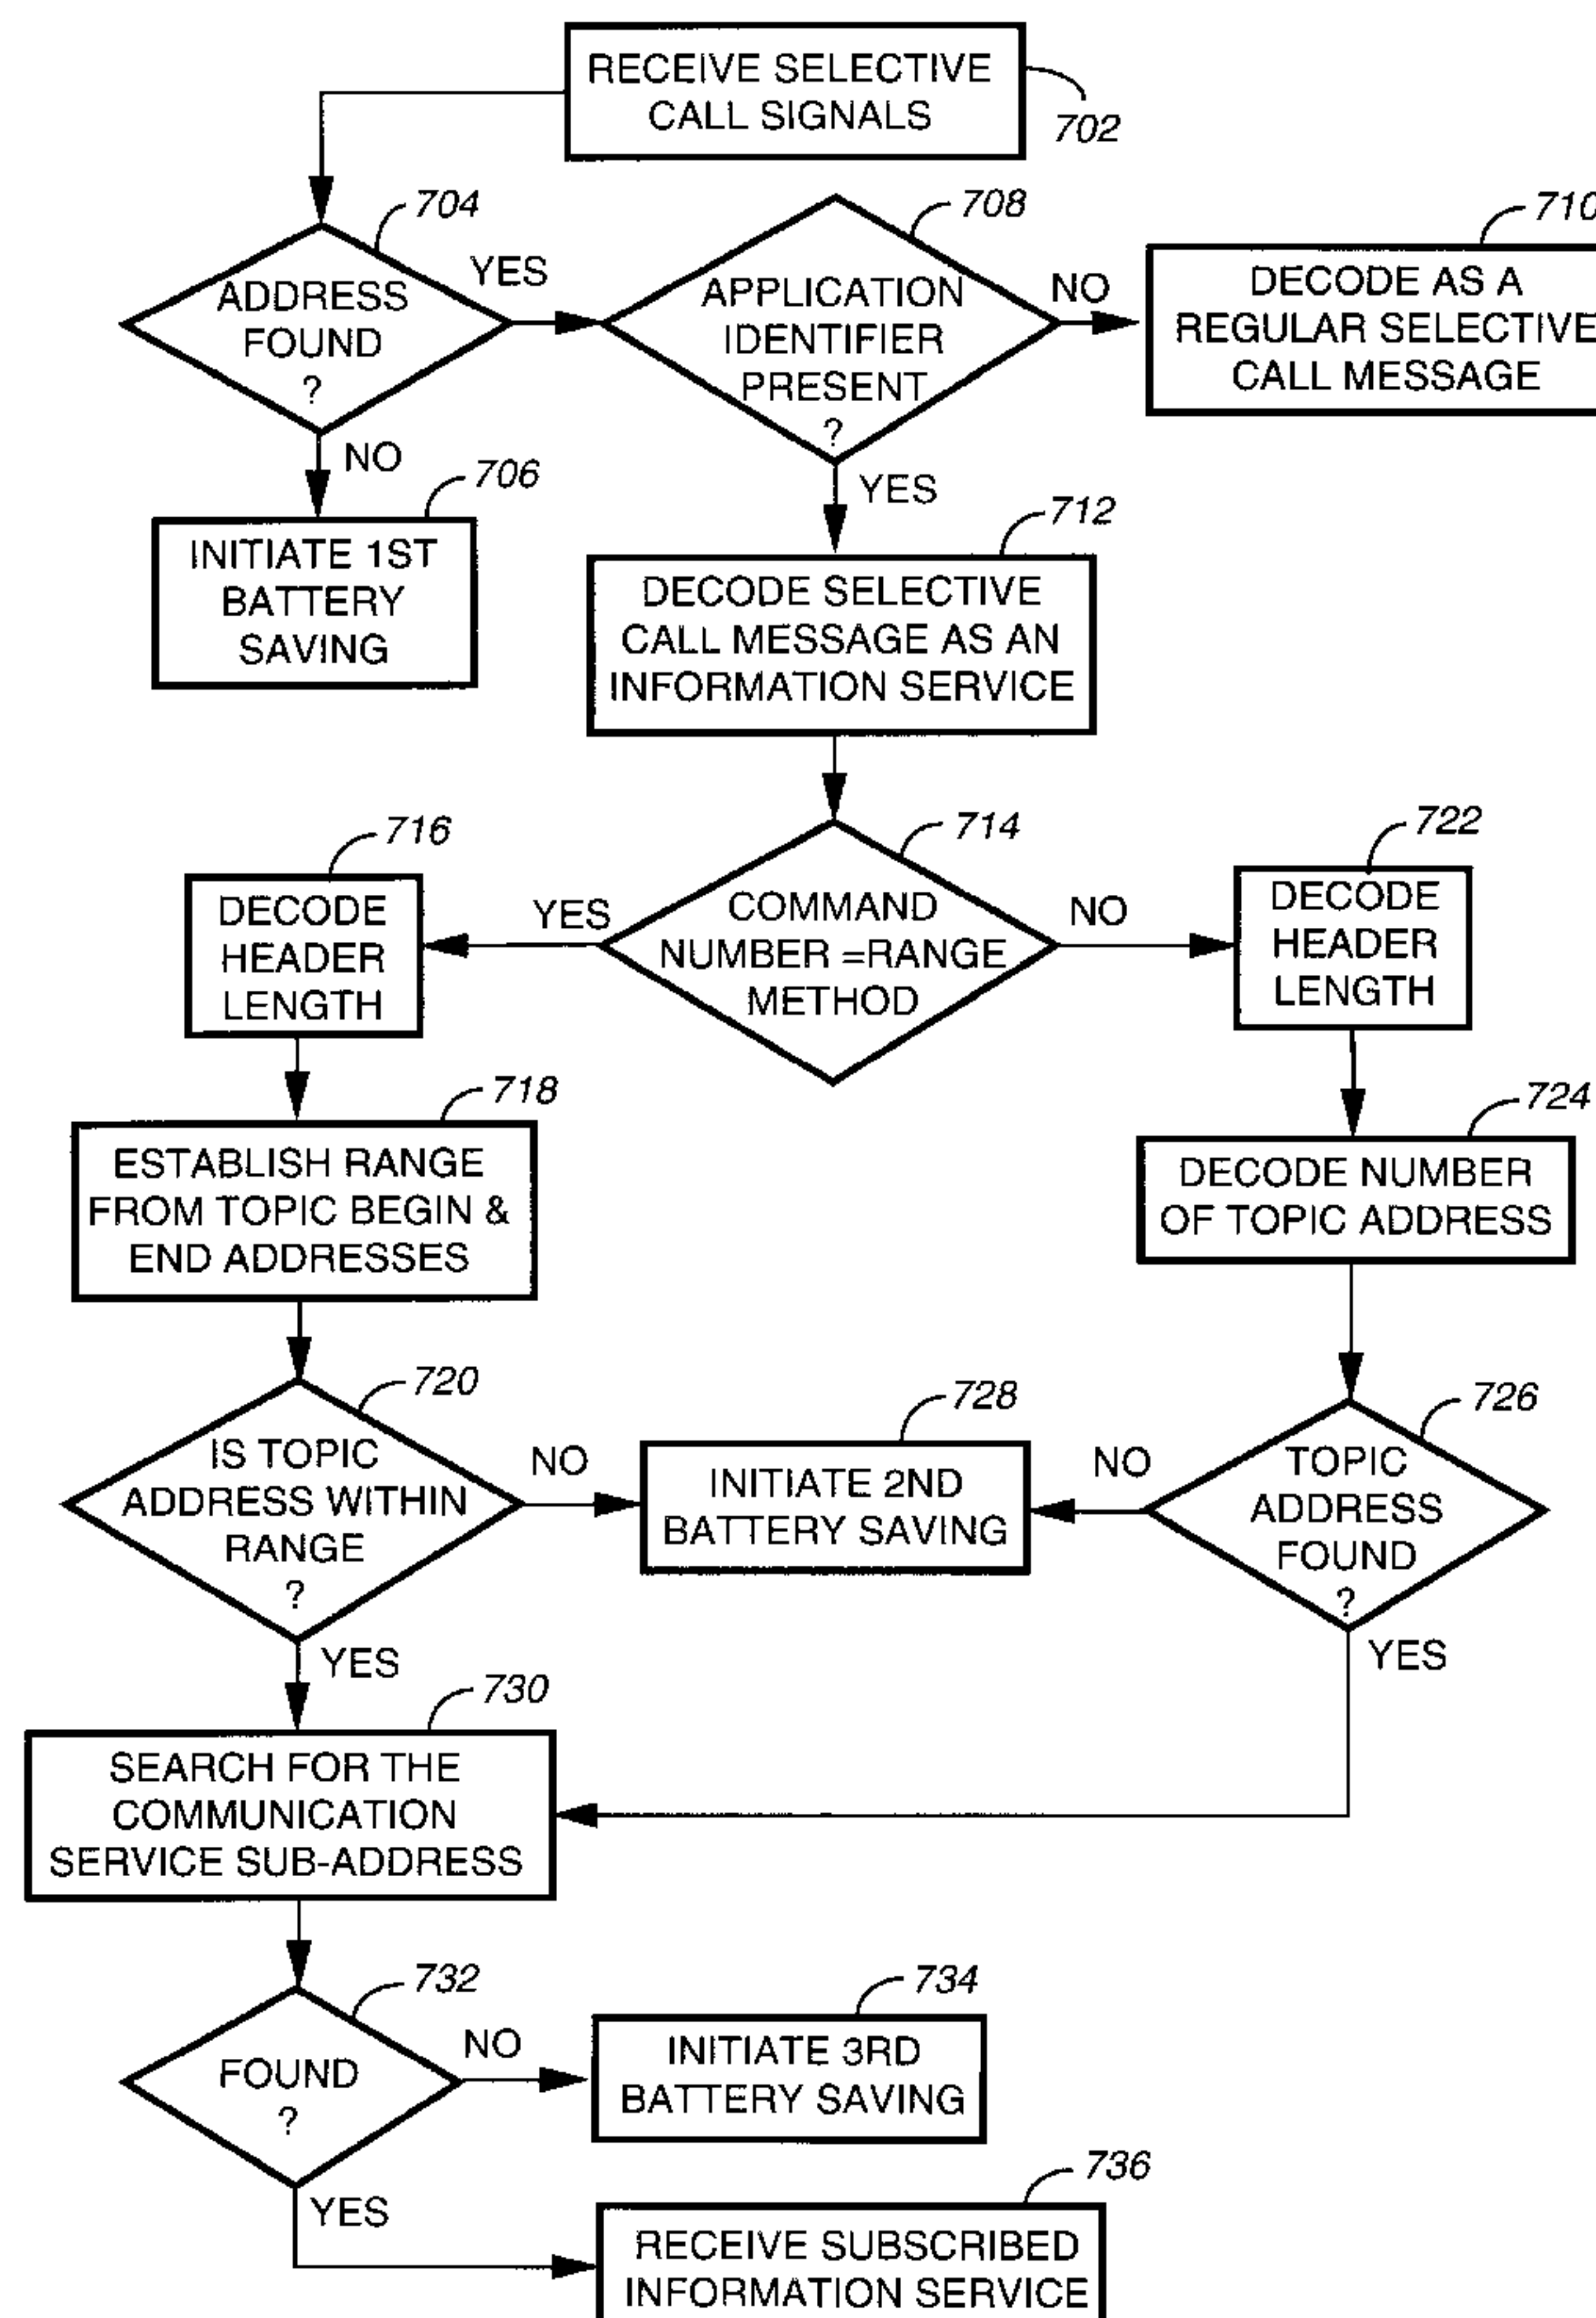 RECEIVE SELECTIVE
CALL SIGNALS
702
704
ADDRESS
FOUND
?
YES
NO
706
INITIATE 1ST
BATTERY
SAVING
708
APPLICATION
IDENTIFIER
PRESENT
?
NO
YES
710
DECODE AS A
REGULAR SELECTIVE
CALL MESSAGE
712
DECODE SELECTIVE
CALL MESSAGE AS AN
INFORMATION SERVICE
714
COMMAND
NUMBER =RANGE
METHOD
YES
NO
716
DECODE
HEADER
LENGTH
722
DECODE
HEADER
LENGTH
718
ESTABLISH RANGE
FROM TOPIC BEGIN &
END ADDRESSES
724
DECODE NUMBER
OF TOPIC ADDRESS
720
IS TOPIC
ADDRESS WITHIN
RANGE
?
NO
YES
728
INITIATE 2ND
BATTERY SAVING
726
TOPIC
ADDRESS
FOUND
?
NO
YES
730
SEARCH FOR THE
COMMUNICATION
SERVICE SUB-ADDRESS
732
FOUND
?
NO
YES
734
INITIATE 3RD
BATTERY SAVING
736
RECEIVE SUBSCRIBED
INFORMATION SERVICE